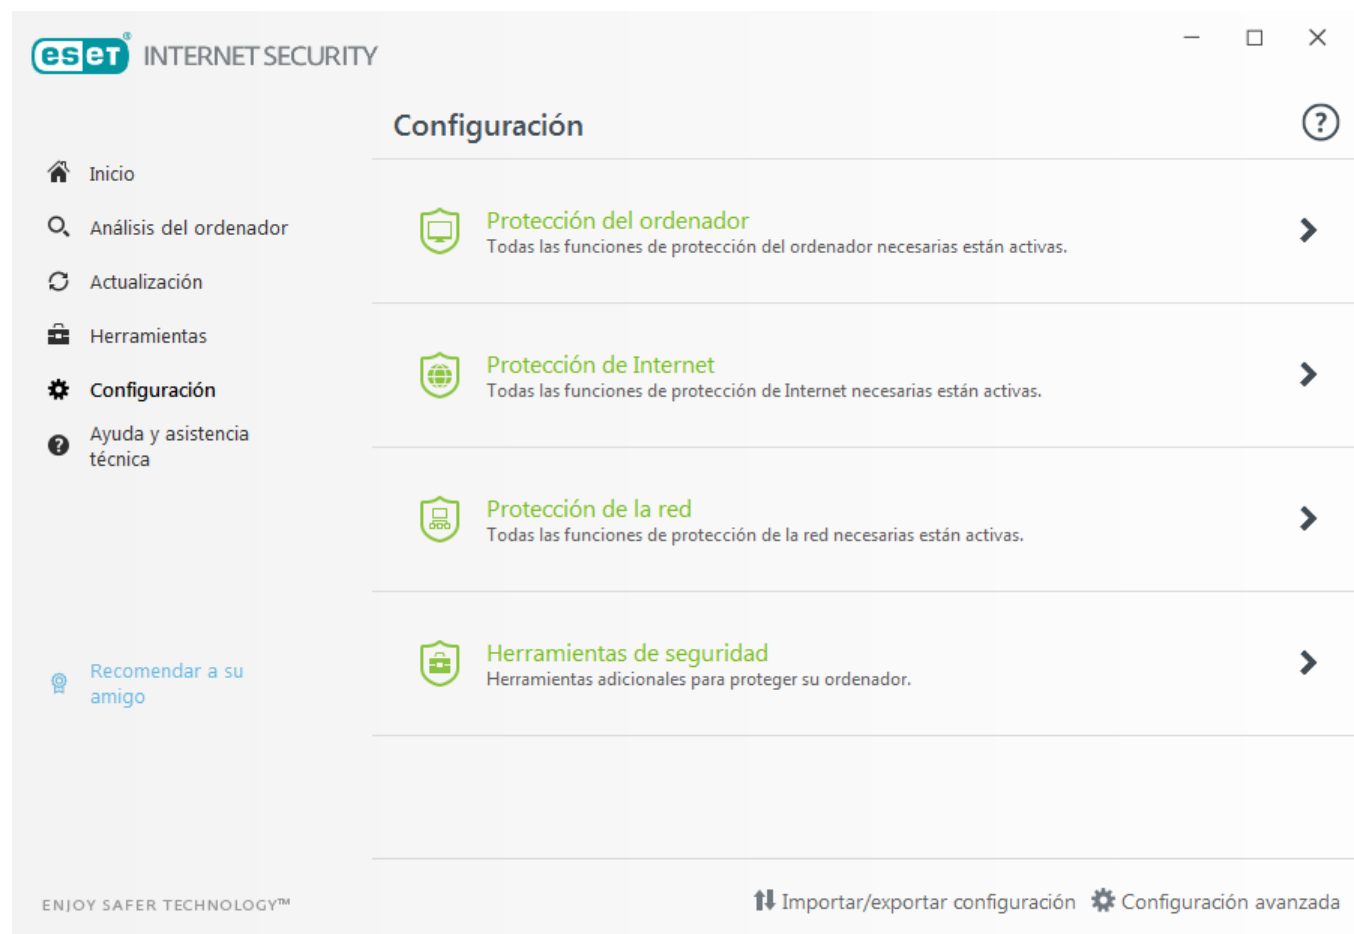 eset® INTERNET SECURITY
Configuración
?
Inicio
Análisis del ordenador
Actualización
Herramientas
Configuración
Ayuda y asistencia
técnica
Recomendar a su
amigo
Protección del ordenador
Todas las funciones de protección del ordenador necesarias están activas.
Protección de Internet
Todas las funciones de protección de Internet necesarias están activas.
Protección de la red
Todas las funciones de protección de la red necesarias están activas.
Herramientas de seguridad
Herramientas adicionales para proteger su ordenador.
ENJOY SAFER TECHNOLOGY™
Importar/exportar configuración
Configuración avanzada